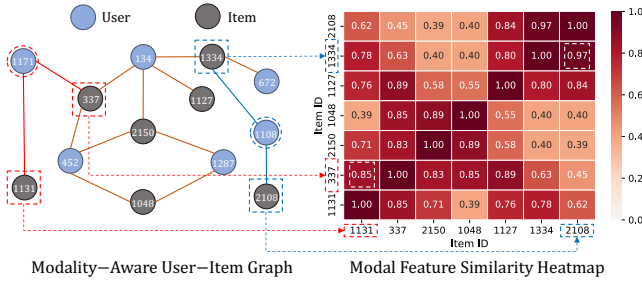 User Item
1171
134
1334
672
337
1127
2150
1108
452
1287
1131
1048
2108
Modality−Aware User−Item Graph
Item ID
2108 0.62 0.45 0.39 0.40 0.84 0.97 1.00
1334 0.78 0.63 0.40 0.40 0.80 1.00 0.97
1127 0.76 0.89 0.58 0.55 1.00 0.80 0.84
1048 0.39 0.85 0.89 1.00 0.55 0.40 0.40
2150 0.71 0.83 1.00 0.89 0.58 0.40 0.39
337 0.85 1.00 0.83 0.85 0.89 0.63 0.45
1131 1.00 0.85 0.71 0.39 0.76 0.78 0.62
1131 337 2150 1048 1127 1334 2108
Item ID
1.0
0.8
0.6
0.4
0.2
0.0
Modal Feature Similarity Heatmap